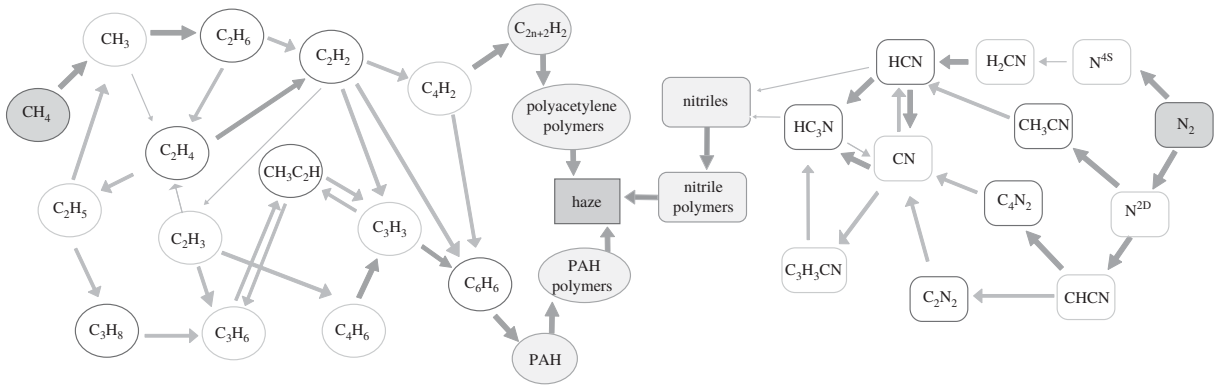 CH₃
C₂H₆
C₂H₂
C₂ₙ₊₂H₂
CH₄
C₄H₂
polyacetylene
polymers
C₂H₄
CH₃C₂H
C₂H₅
C₂H₃
C₃H₃
C₆H₆
C₃H₈
C₃H₆
C₄H₆
PAH
PAH
polymers
haze
nitriles
nitrile
polymers
HCN
H₂CN
N⁴ˢ
N₂
HC₃N
CN
CH₃CN
C₄N₂
N²ᴰ
C₃H₃CN
C₂N₂
CHCN